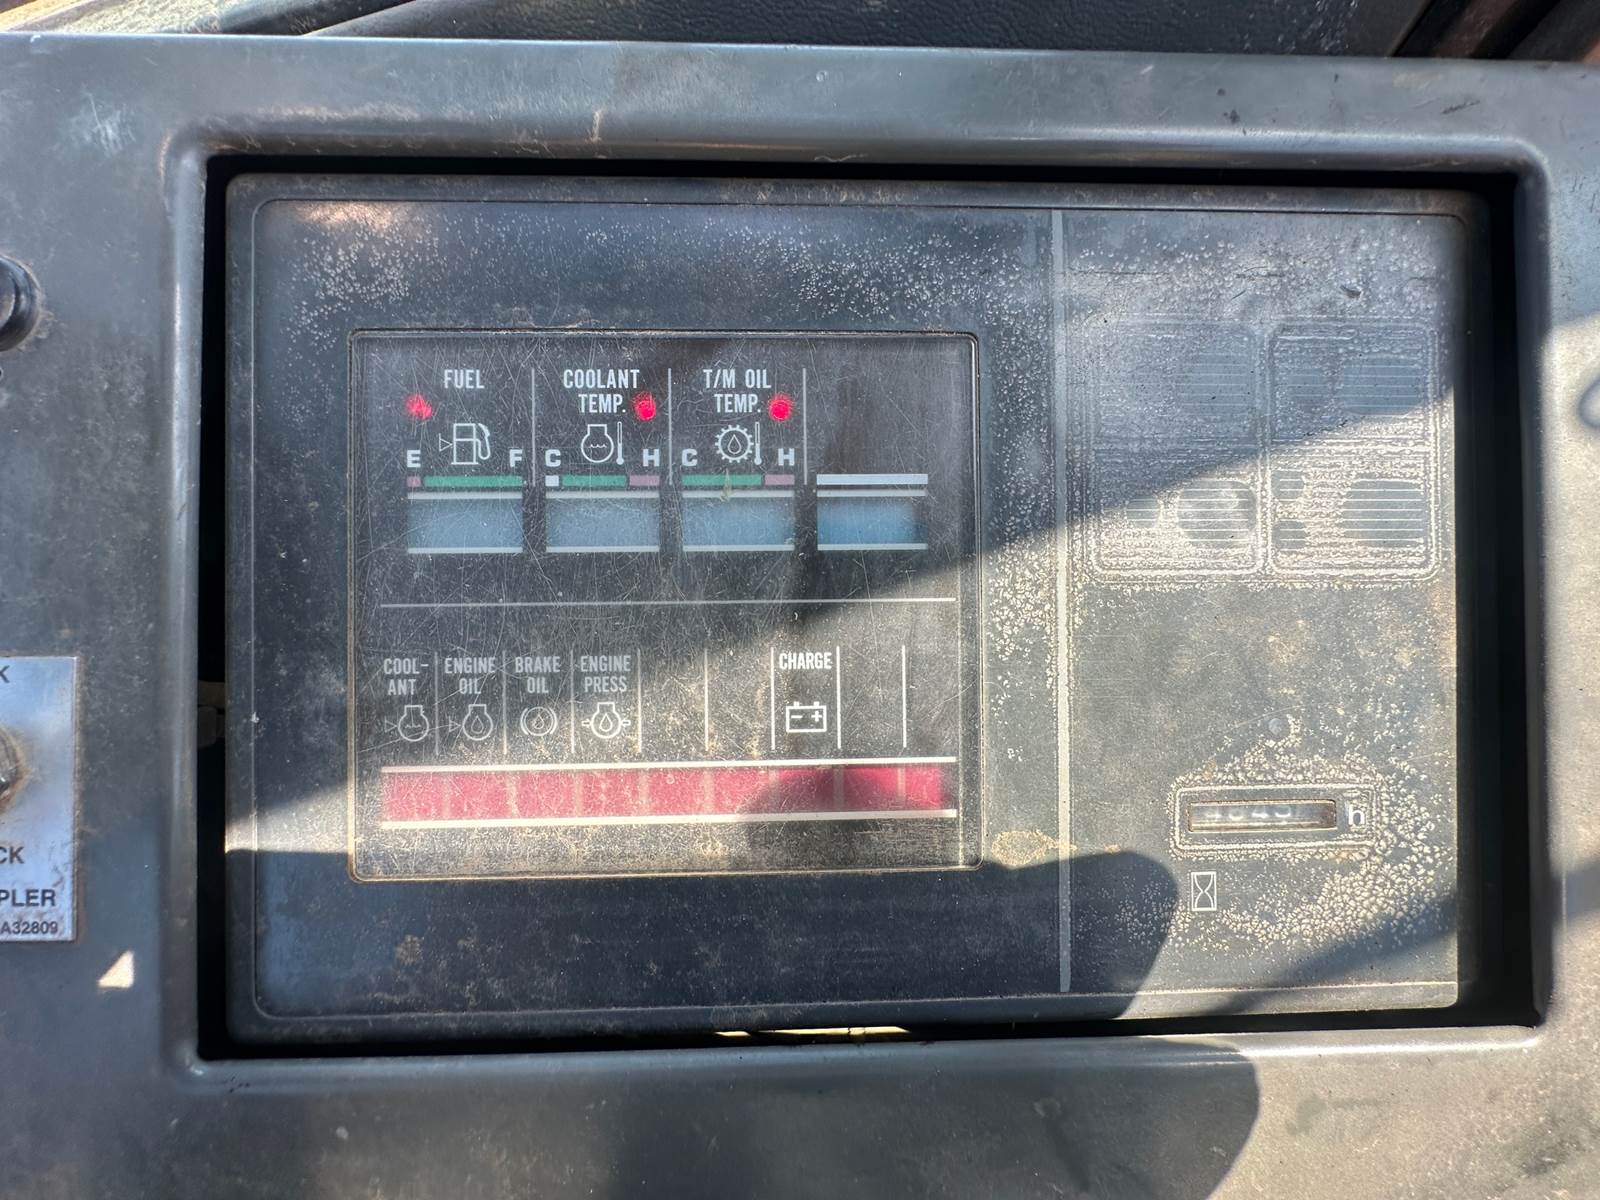 FUEL
COOLANT
TEMP.
T/M OIL
TEMP.
E F
C H
C H
COOL-
ANT
ENGINE
OIL
BRAKE
OIL
ENGINE
PRESS
CHARGE
h
K
CK
PLER
A32809